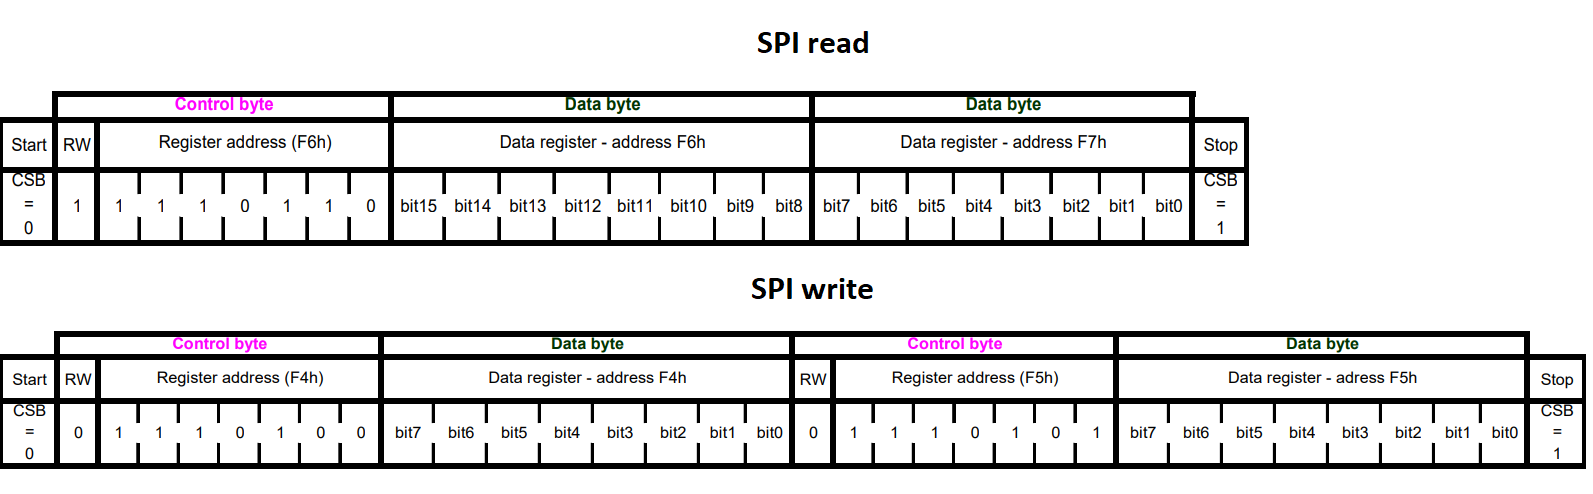 SPI read
Control byte Data byte Data byte
Start RW Register address (F6h) Data register - address F6h Data register - address F7h Stop
CSB CSB
= 1 1 1 1 0 1 1 0 bit15 bit14 bit13 bit12 bit11 bit10 bit9 bit8 bit7 bit6 bit5 bit4 bit3 bit2 bit1 bit0 =
0 1
SPI write
Control byte Data byte Control byte Data byte
Start RW Register address (F4h) Data register - address F4h RW Register address (F5h) Data register - adress F5h Stop
CSB CSB
= 0 1 1 1 0 1 0 0 bit7 bit6 bit5 bit4 bit3 bit2 bit1 bit0 0 1 1 1 0 1 0 1 bit7 bit6 bit5 bit4 bit3 bit2 bit1 bit0 =
0 1